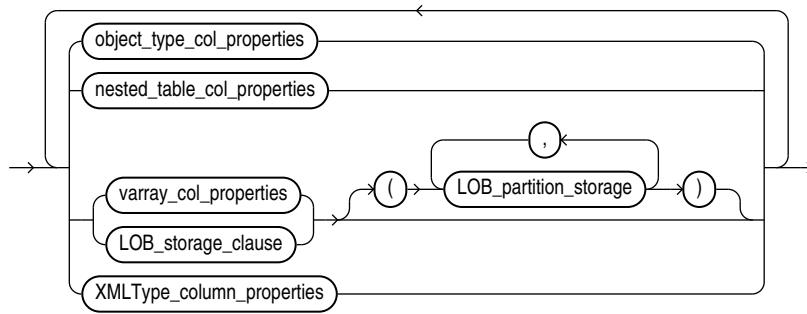 object_type_col_properties
nested_table_col_properties
,
varray_col_properties ( LOB_partition_storage )
LOB_storage_clause
XMLType_column_properties